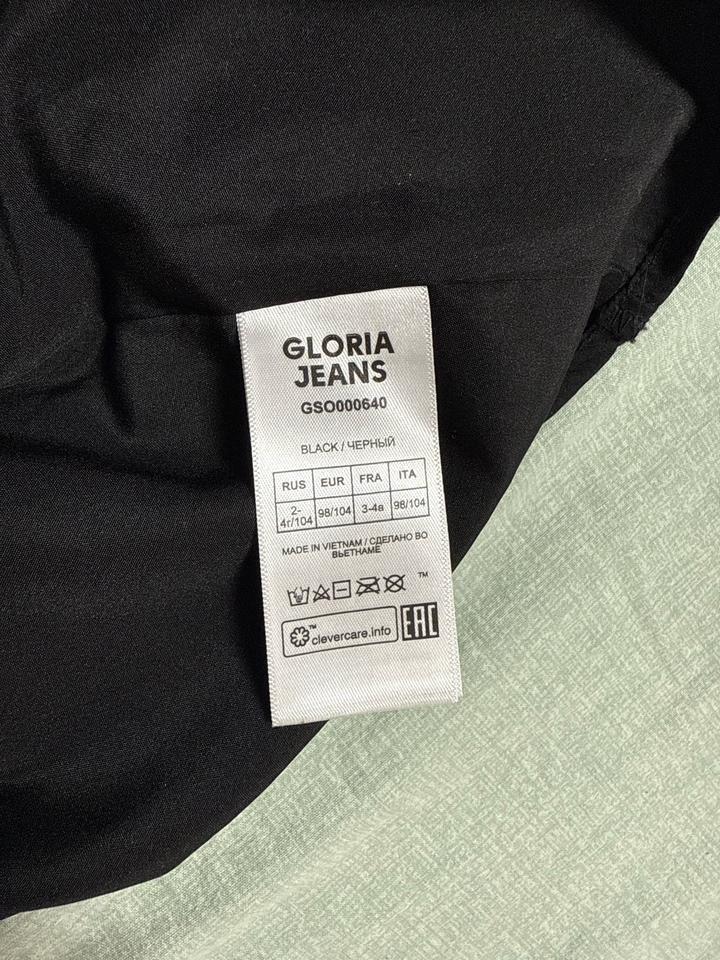 GLORIA
JEANS
GSO000640
BLACK / ЧЕРНЫЙ
RUS EUR FRA ITA
2-4г/104 98/104 3-4a 98/104
MADE IN VIETNAM / СДЕЛАНО ВО
ВЬЕТНАМЕ
™
™ clevercare.info EAC